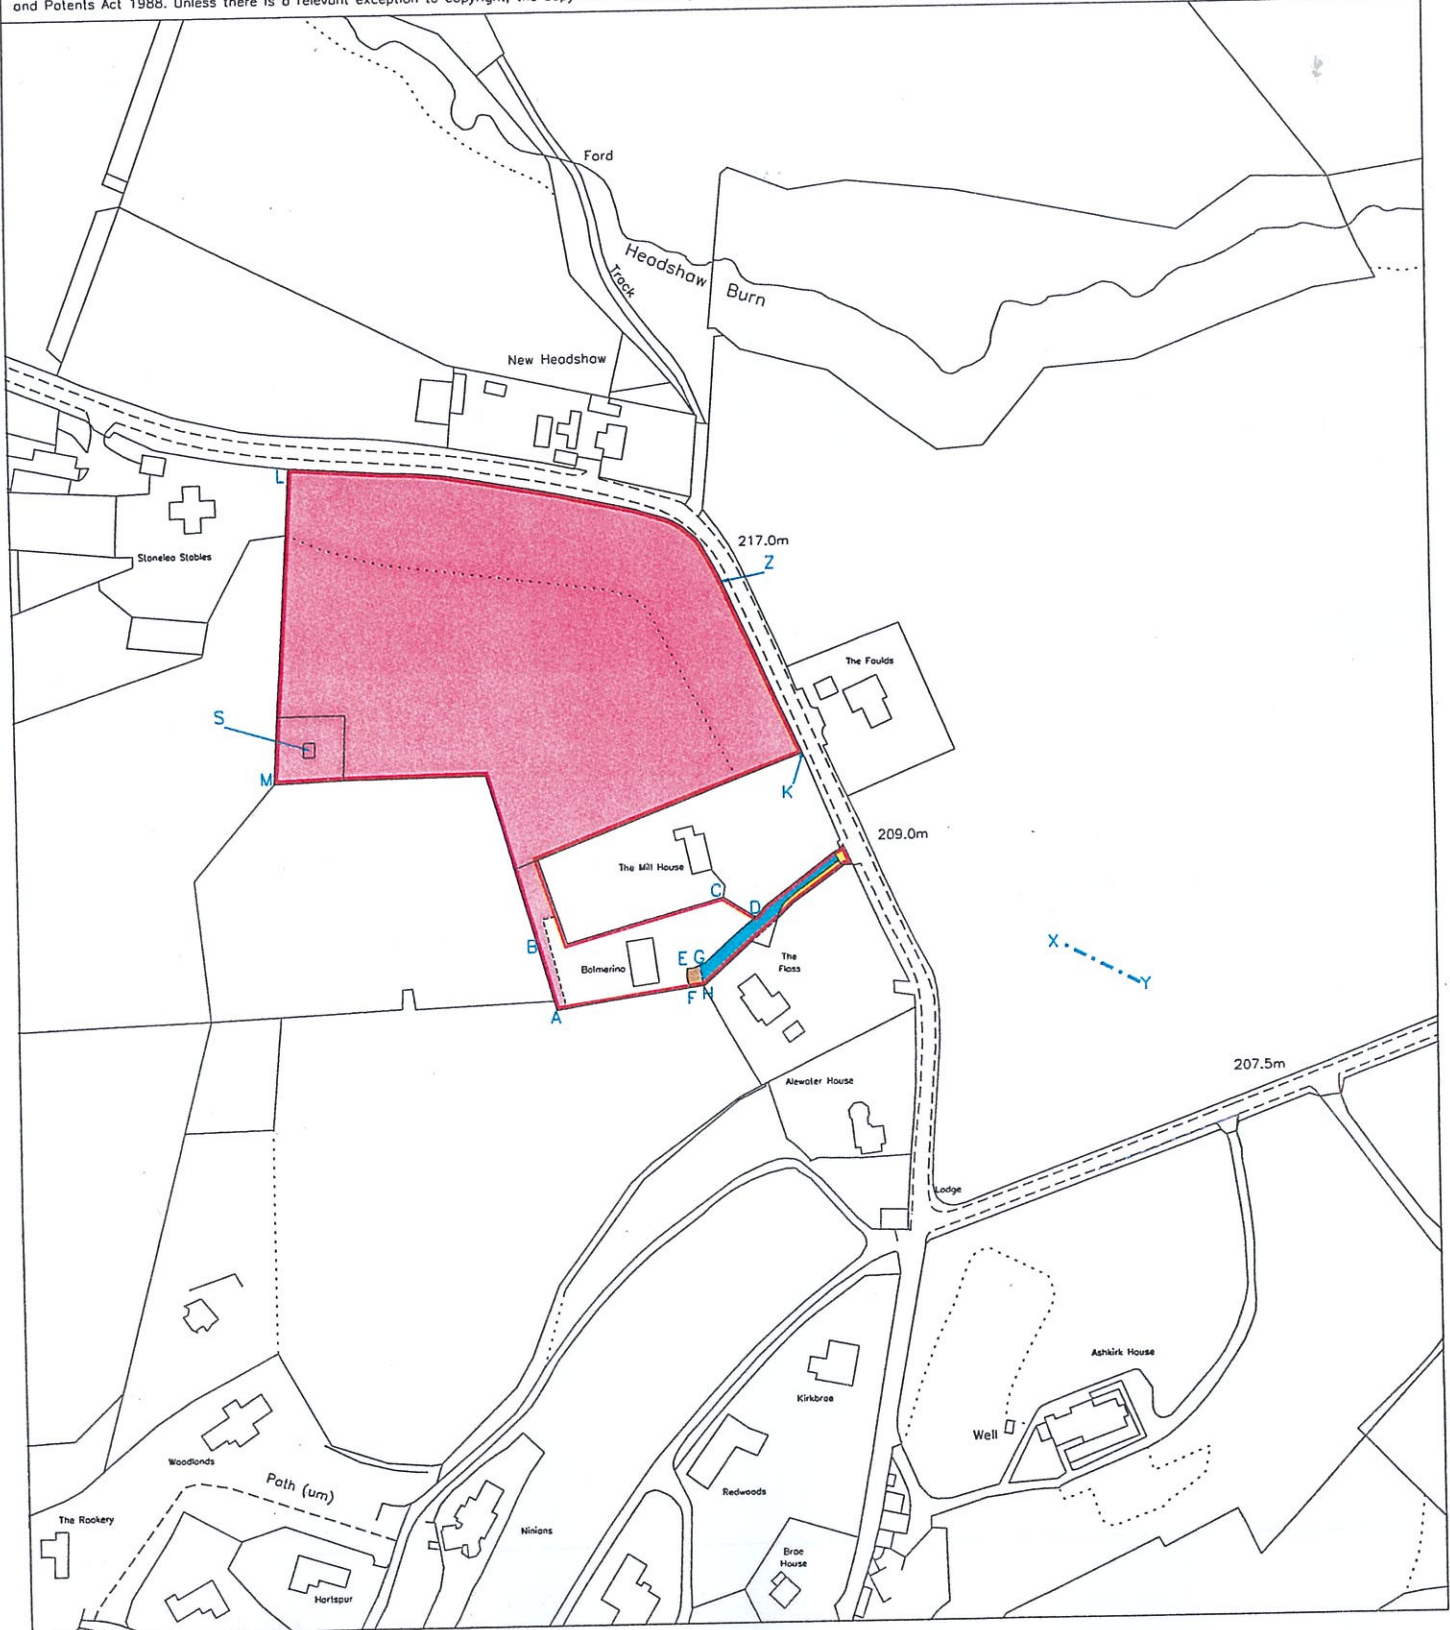 and Patents Act 1988. Unless there is a relevant exception to copyright, the copy
Ford
Headshaw Burn
Track
New Headshaw
L
Stonelea Stables
217.0m
Z
The Faulds
S
M
K
209.0m
The Mill House
C
D
X
Y
B
E G
Balmerino
The
Flass
F H
A
207.5m
Alewater House
Lodge
Ashkirk House
Kirkbrae
Well
Woodlands
Path (um)
Redwoods
The Rookery
Ninians
Brae
House
Hartspur